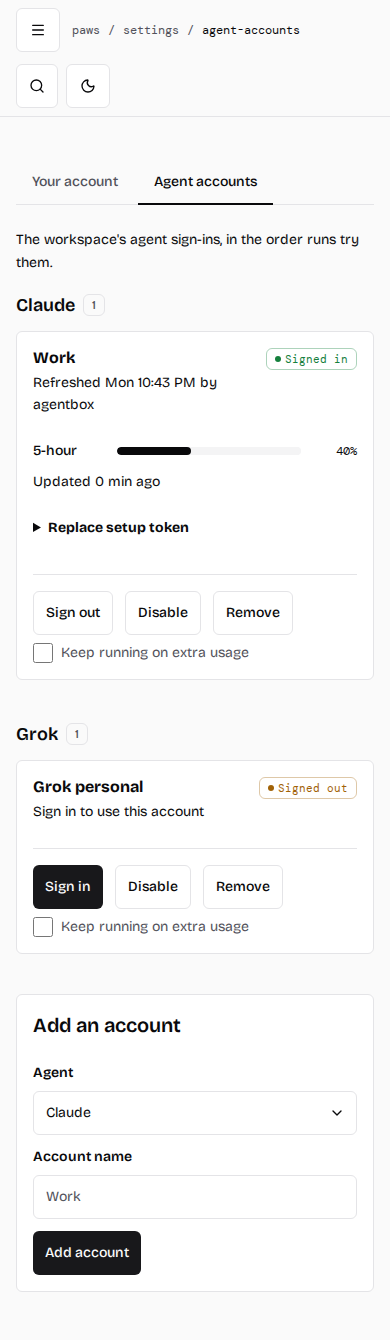 paws / settings / agent-accounts
Your account
Agent accounts
The workspace's agent sign-ins, in the order runs try
them.
Claude 1
Work
Signed in
Refreshed Mon 10:43 PM by
agentbox
5-hour 40%
Updated 0 min ago
Replace setup token
Sign out
Disable
Remove
Keep running on extra usage
Grok 1
Grok personal
Signed out
Sign in to use this account
Sign in
Disable
Remove
Keep running on extra usage
Add an account
Agent
Claude
Account name
Work
Add account